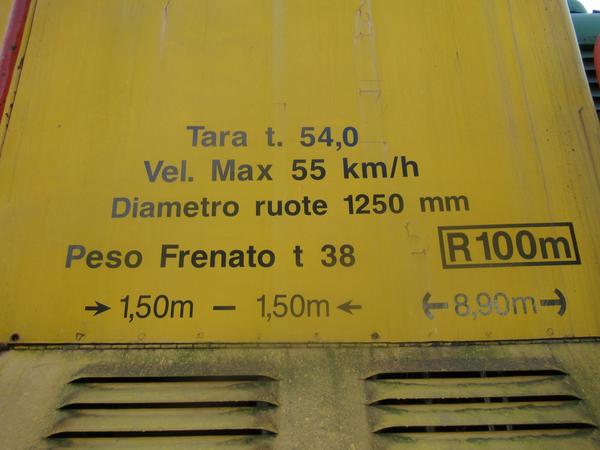 Tara t. 54,0
Vel. Max 55 km/h
Diametro ruote 1250 mm
Peso Frenato t 38
R 100m
→ 1,50m — 1,50m ←
(← 8,90m →)